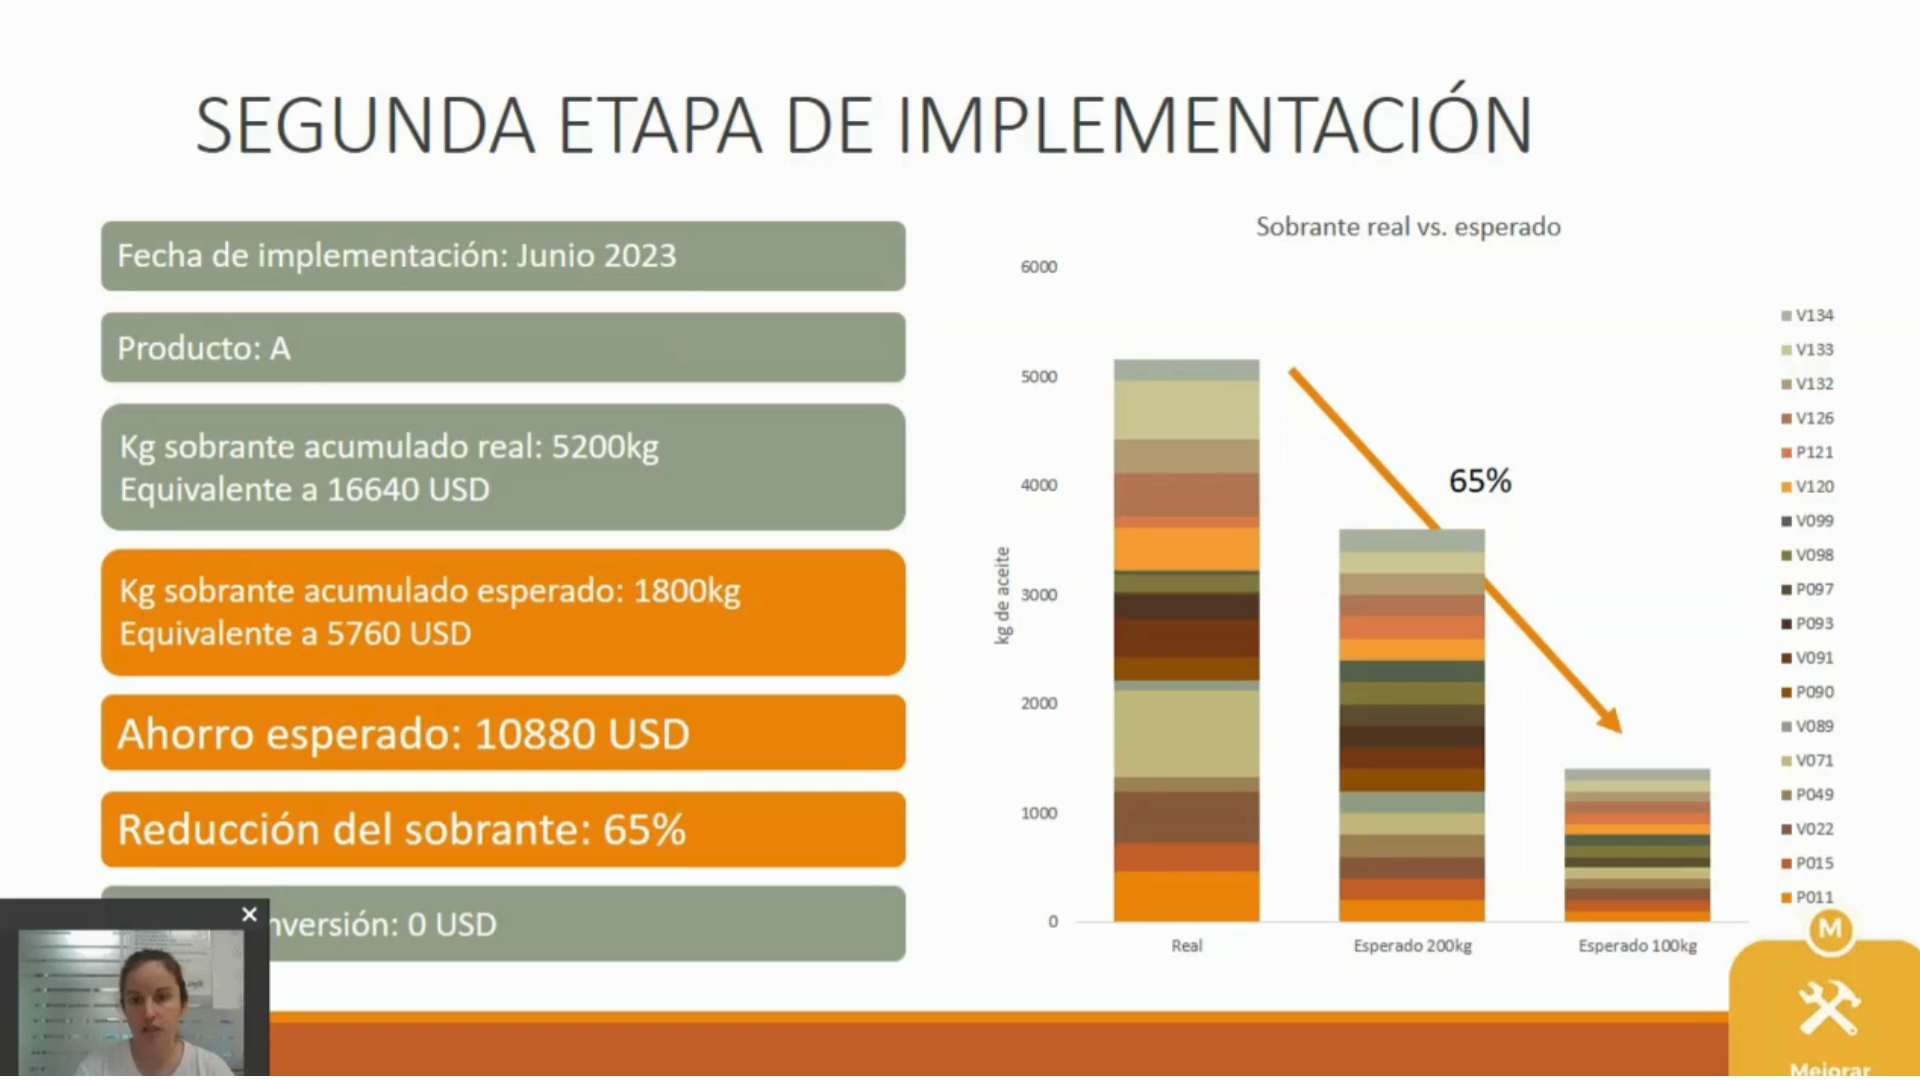 SEGUNDA ETAPA DE IMPLEMENTACIÓN
Fecha de implementación: Junio 2023
Producto: A
Kg sobrante acumulado real: 5200kg
Equivalente a 16640 USD
Kg sobrante acumulado esperado: 1800kg
Equivalente a 5760 USD
Ahorro esperado: 10880 USD
Reducción del sobrante: 65%
nversión: 0 USD
Sobrante real vs. esperado
kg de aceite
6000
5000
4000
3000
2000
1000
0
65%
Real
Esperado 200kg
Esperado 100kg
V134
V133
V132
V126
P121
V120
V099
V098
P097
P093
V091
P090
V089
V071
P049
V022
P015
P011
M
Mejorar